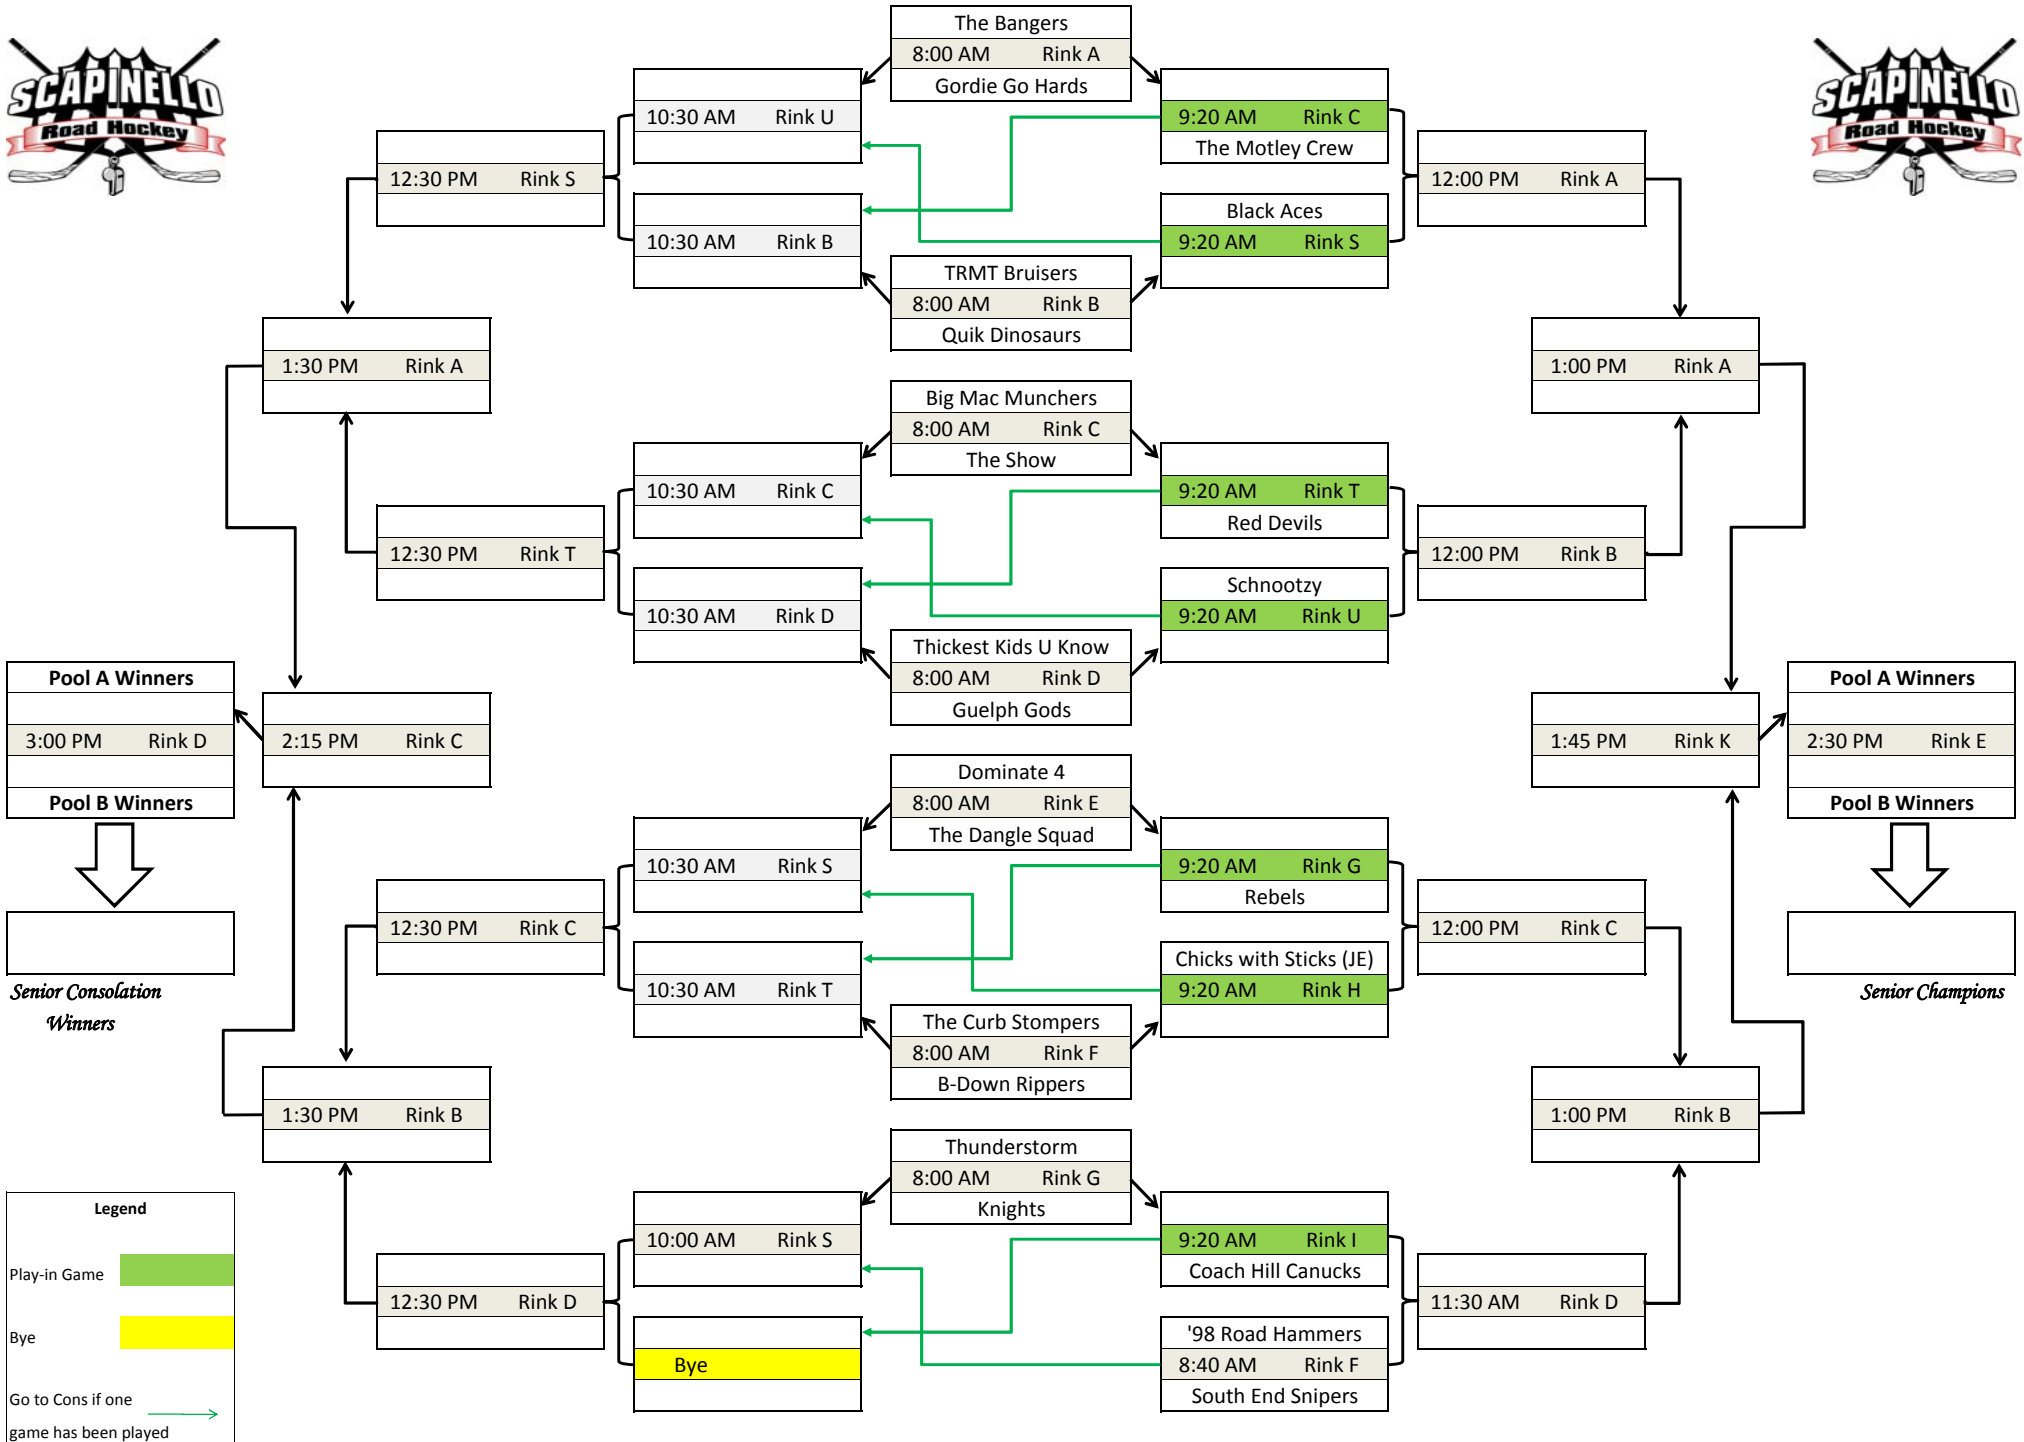 SCAPINELLO
Road Hockey
SCAPINELLO
Road Hockey
The Bangers
8:00 AM Rink A
Gordie Go Hards
10:30 AM Rink U
9:20 AM Rink C
The Motley Crew
12:30 PM Rink S
12:00 PM Rink A
Black Aces
10:30 AM Rink B
9:20 AM Rink S
TRMT Bruisers
8:00 AM Rink B
Quik Dinosaurs
1:30 PM Rink A
1:00 PM Rink A
Big Mac Munchers
8:00 AM Rink C
The Show
10:30 AM Rink C
9:20 AM Rink T
Red Devils
12:30 PM Rink T
12:00 PM Rink B
Schnootzy
10:30 AM Rink D
9:20 AM Rink U
Thickest Kids U Know
8:00 AM Rink D
Guelph Gods
Pool A Winners
3:00 PM Rink D
Pool B Winners
2:15 PM Rink C
1:45 PM Rink K
Pool A Winners
2:30 PM Rink E
Pool B Winners
Dominate 4
8:00 AM Rink E
The Dangle Squad
10:30 AM Rink S
9:20 AM Rink G
Rebels
12:30 PM Rink C
12:00 PM Rink C
Chicks with Sticks (JE)
10:30 AM Rink T
9:20 AM Rink H
Senior Consolation
Winners
Senior Champions
The Curb Stompers
8:00 AM Rink F
B-Down Rippers
1:30 PM Rink B
1:00 PM Rink B
Thunderstorm
8:00 AM Rink G
Knights
10:00 AM Rink S
9:20 AM Rink I
Coach Hill Canucks
12:30 PM Rink D
11:30 AM Rink D
'98 Road Hammers
Bye
8:40 AM Rink F
South End Snipers
Legend
Play-in Game
Bye
Go to Cons if one
game has been played